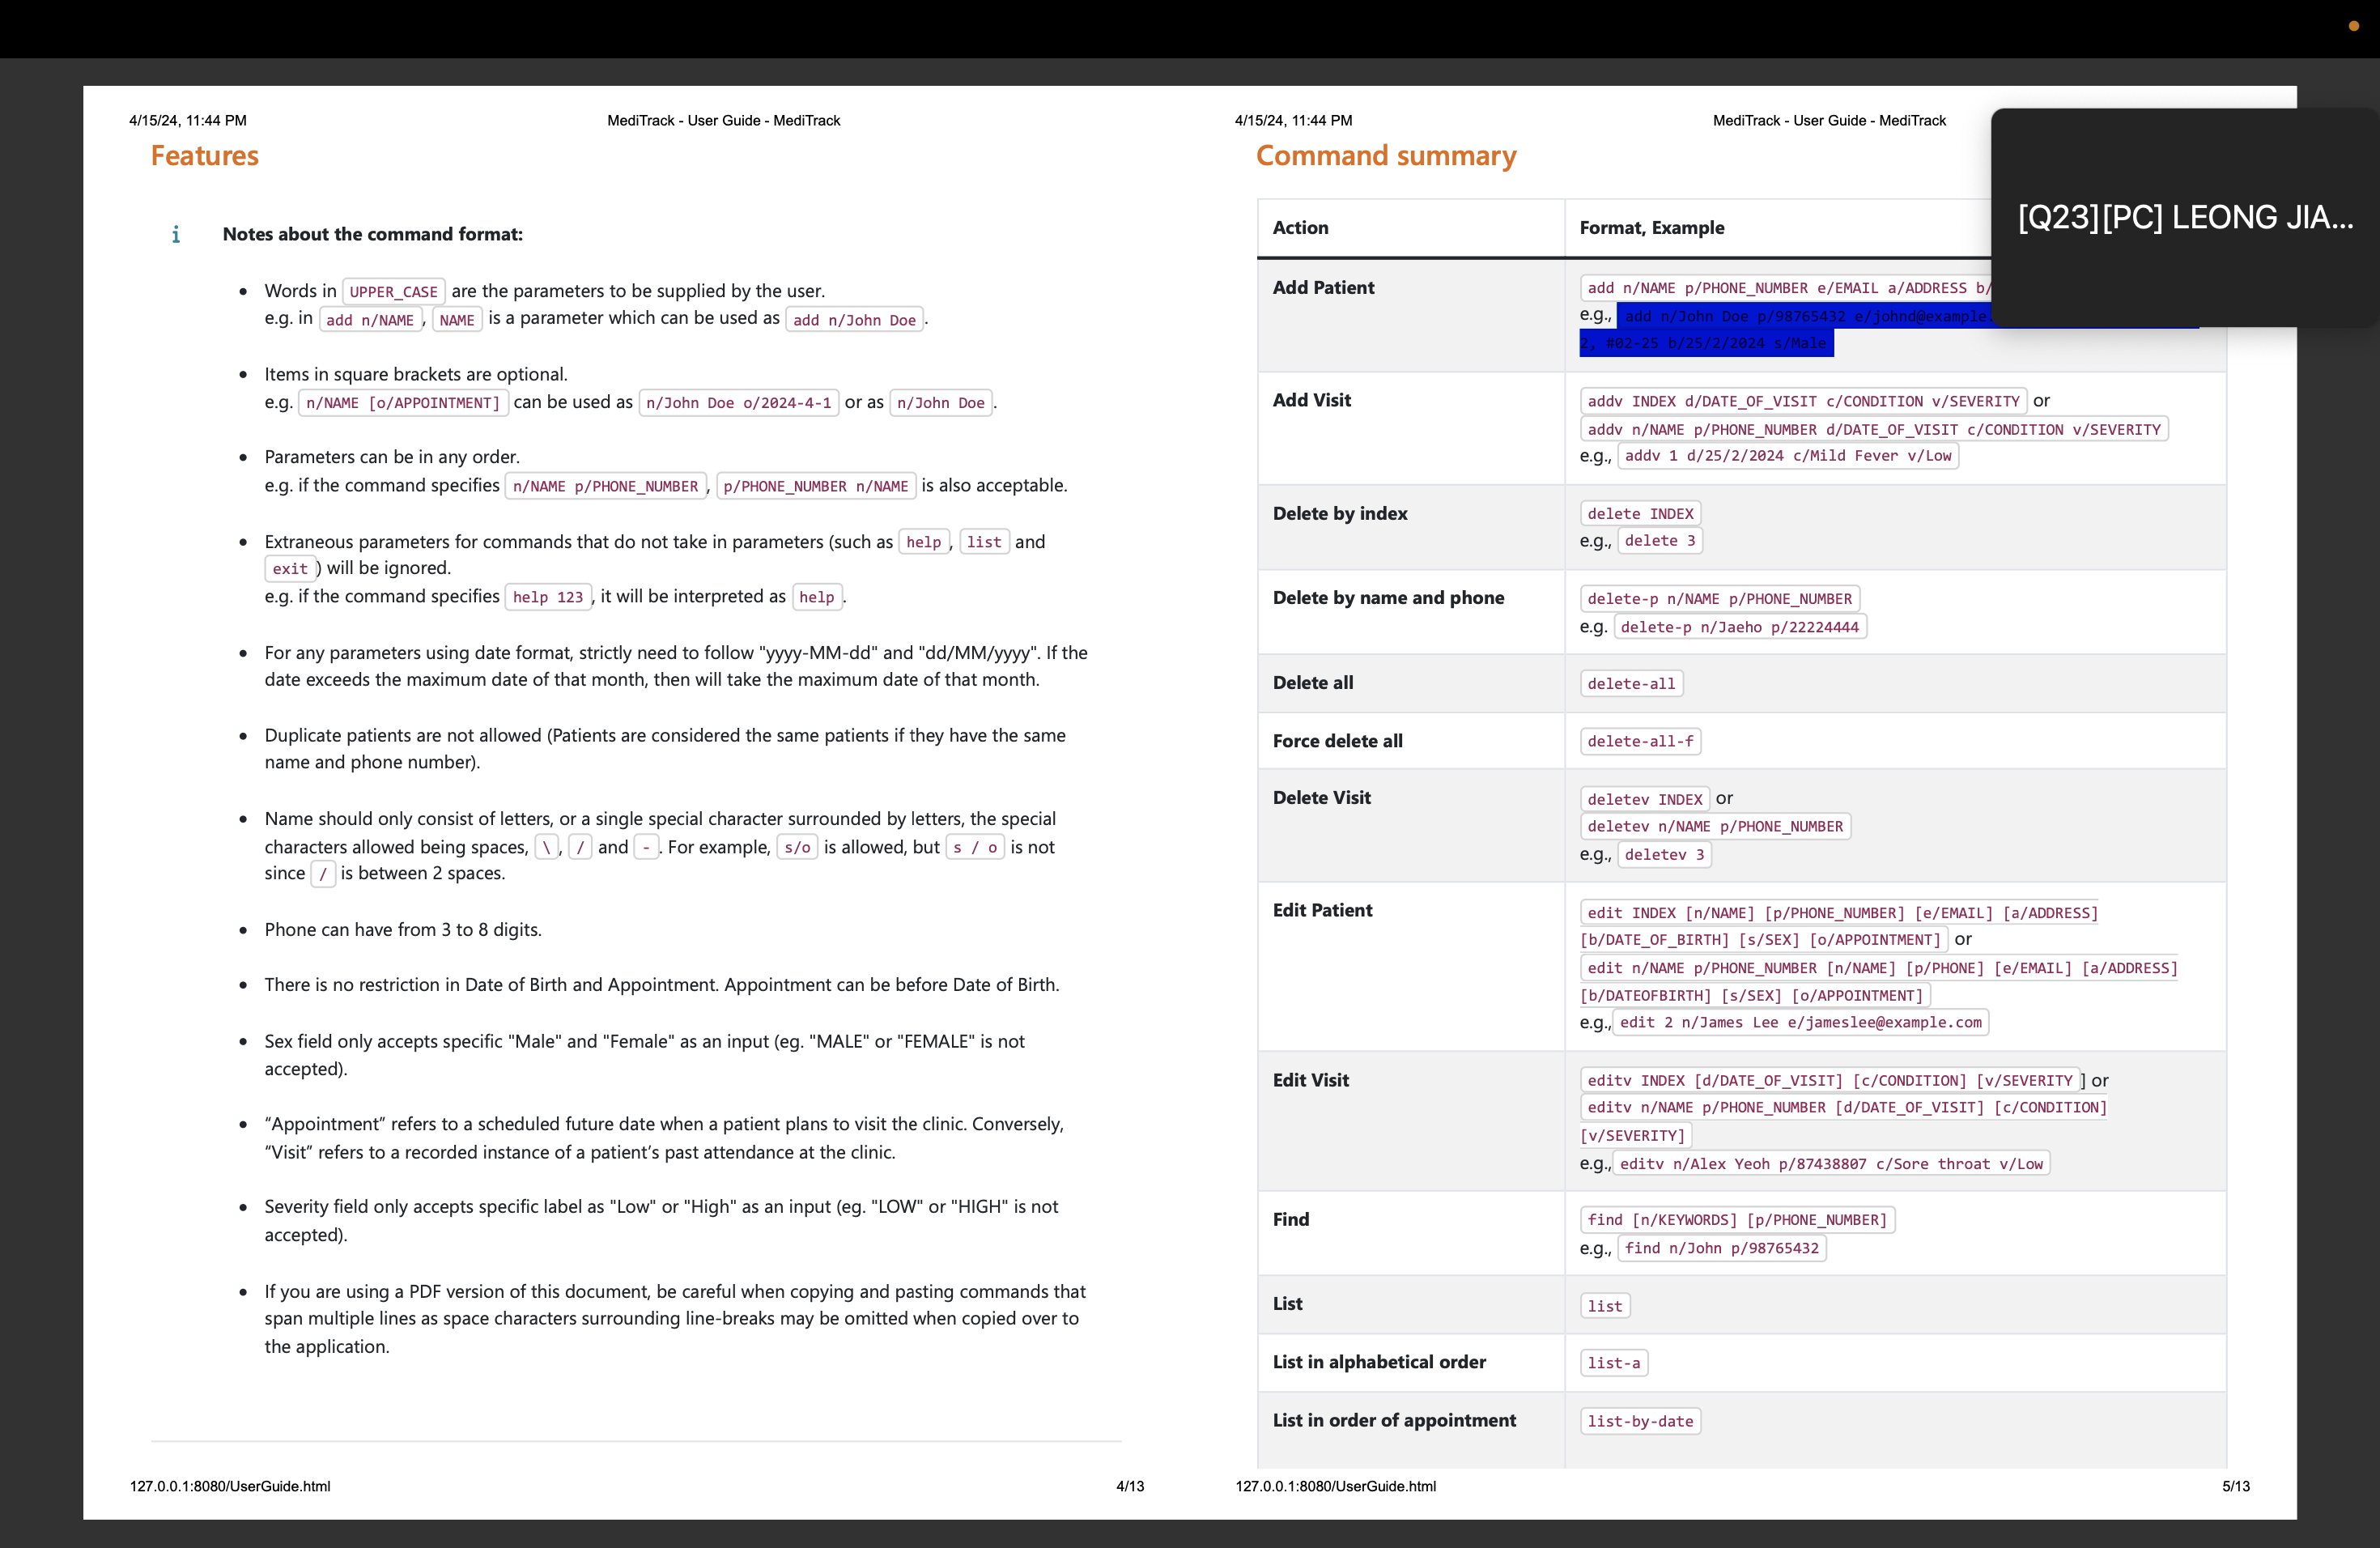 4/15/24, 11:44 PM
MediTrack - User Guide - MediTrack
Features
i
Notes about the command format:
• Words in UPPER_CASE are the parameters to be supplied by the user.
e.g. in add n/NAME, NAME is a parameter which can be used as add n/John Doe.
• Items in square brackets are optional.
e.g. n/NAME [o/APPOINTMENT] can be used as n/John Doe o/2024-4-1 or as n/John Doe.
• Parameters can be in any order.
e.g. if the command specifies n/NAME p/PHONE_NUMBER, p/PHONE_NUMBER n/NAME is also acceptable.
• Extraneous parameters for commands that do not take in parameters (such as help, list and
exit) will be ignored.
e.g. if the command specifies help 123, it will be interpreted as help.
• For any parameters using date format, strictly need to follow "yyyy-MM-dd" and "dd/MM/yyyy". If the
date exceeds the maximum date of that month, then will take the maximum date of that month.
• Duplicate patients are not allowed (Patients are considered the same patients if they have the same
name and phone number).
• Name should only consist of letters, or a single special character surrounded by letters, the special
characters allowed being spaces, \, / and -. For example, s/o is allowed, but s / o is not
since / is between 2 spaces.
• Phone can have from 3 to 8 digits.
• There is no restriction in Date of Birth and Appointment. Appointment can be before Date of Birth.
• Sex field only accepts specific "Male" and "Female" as an input (eg. "MALE" or "FEMALE" is not
accepted).
• “Appointment” refers to a scheduled future date when a patient plans to visit the clinic. Conversely,
“Visit” refers to a recorded instance of a patient’s past attendance at the clinic.
• Severity field only accepts specific label as "Low" or "High" as an input (eg. "LOW" or "HIGH" is not
accepted).
• If you are using a PDF version of this document, be careful when copying and pasting commands that
span multiple lines as space characters surrounding line-breaks may be omitted when copied over to
the application.
127.0.0.1:8080/UserGuide.html
4/13
4/15/24, 11:44 PM
MediTrack - User Guide - MediTrack
[Q23][PC] LEONG JIA...
Command summary
Action
Format, Example
Add Patient
add n/NAME p/PHONE_NUMBER e/EMAIL a/ADDRESS b/
e.g., add n/John Doe p/98765432 e/johnd@example.
2, #02-25 b/25/2/2024 s/Male
Add Visit
addv INDEX d/DATE_OF_VISIT c/CONDITION v/SEVERITY or
addv n/NAME p/PHONE_NUMBER d/DATE_OF_VISIT c/CONDITION v/SEVERITY
e.g., addv 1 d/25/2/2024 c/Mild Fever v/Low
Delete by index
delete INDEX
e.g., delete 3
Delete by name and phone
delete-p n/NAME p/PHONE_NUMBER
e.g. delete-p n/Jaeho p/22224444
Delete all
delete-all
Force delete all
delete-all-f
Delete Visit
deletev INDEX or
deletev n/NAME p/PHONE_NUMBER
e.g., deletev 3
Edit Patient
edit INDEX [n/NAME] [p/PHONE_NUMBER] [e/EMAIL] [a/ADDRESS]
[b/DATE_OF_BIRTH] [s/SEX] [o/APPOINTMENT] or
edit n/NAME p/PHONE_NUMBER [n/NAME] [p/PHONE] [e/EMAIL] [a/ADDRESS]
[b/DATEOFBIRTH] [s/SEX] [o/APPOINTMENT]
e.g., edit 2 n/James Lee e/jameslee@example.com
Edit Visit
editv INDEX [d/DATE_OF_VISIT] [c/CONDITION] [v/SEVERITY ] or
editv n/NAME p/PHONE_NUMBER [d/DATE_OF_VISIT] [c/CONDITION]
[v/SEVERITY]
e.g., editv n/Alex Yeoh p/87438807 c/Sore throat v/Low
Find
find [n/KEYWORDS] [p/PHONE_NUMBER]
e.g., find n/John p/98765432
List
list
List in alphabetical order
list-a
List in order of appointment
list-by-date
127.0.0.1:8080/UserGuide.html
5/13